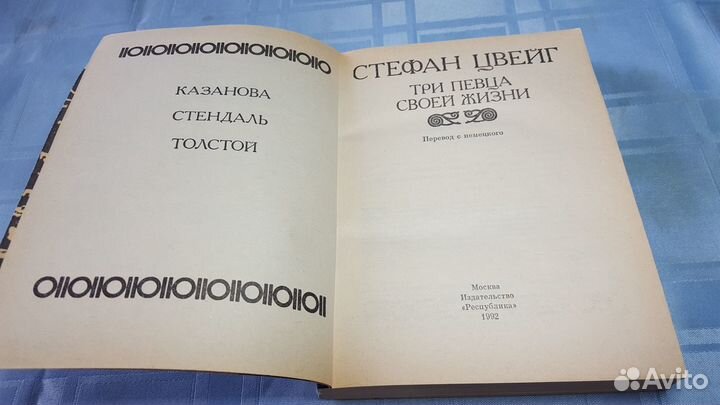 КАЗАНОВА
СТЕНДАЛЬ
ТОЛСТОЙ
СТЕФАН ЦВЕЙГ
ТРИ ПЕВЦА
СВОЕЙ ЖИЗНИ
Перевод с немецкого
Москва
Издательство
«Республика»
1992
Avito